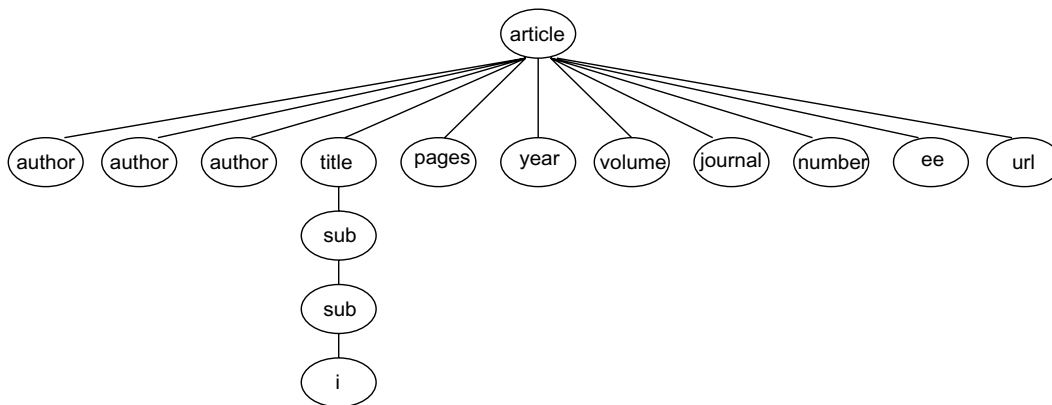 article
author author author title pages year volume journal number ee url
sub
sub
i